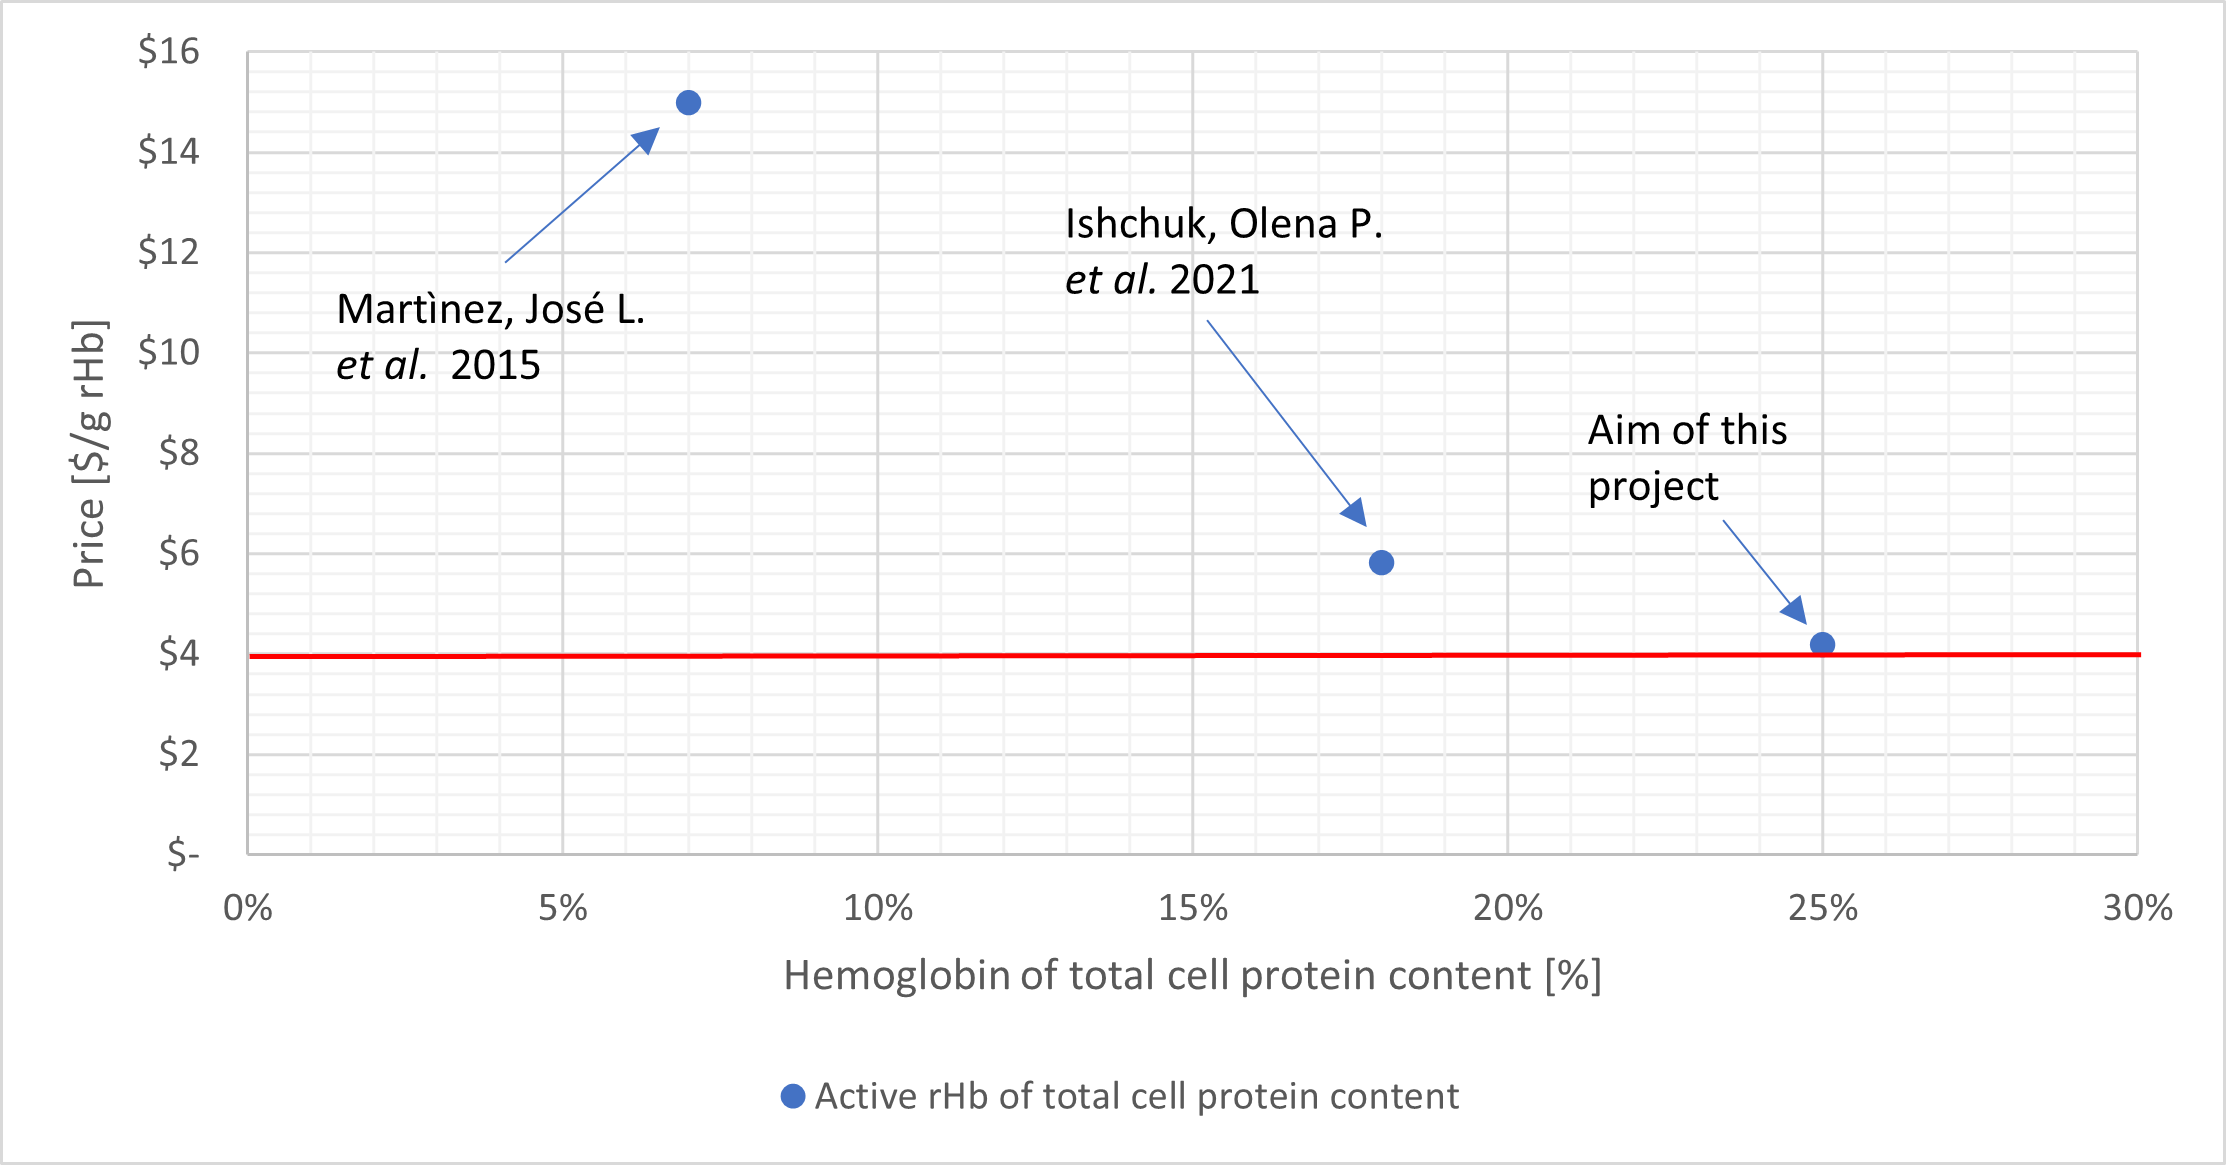 $16
$14
$12
$10
$8
$6
$4
$2
$-
Price [$/g rHb]
Martìnez, José L.
et al. 2015
Ishchuk, Olena P.
et al. 2021
Aim of this
project
0% 5% 10% 15% 20% 25% 30%
Hemoglobin of total cell protein content [%]
Active rHb of total cell protein content